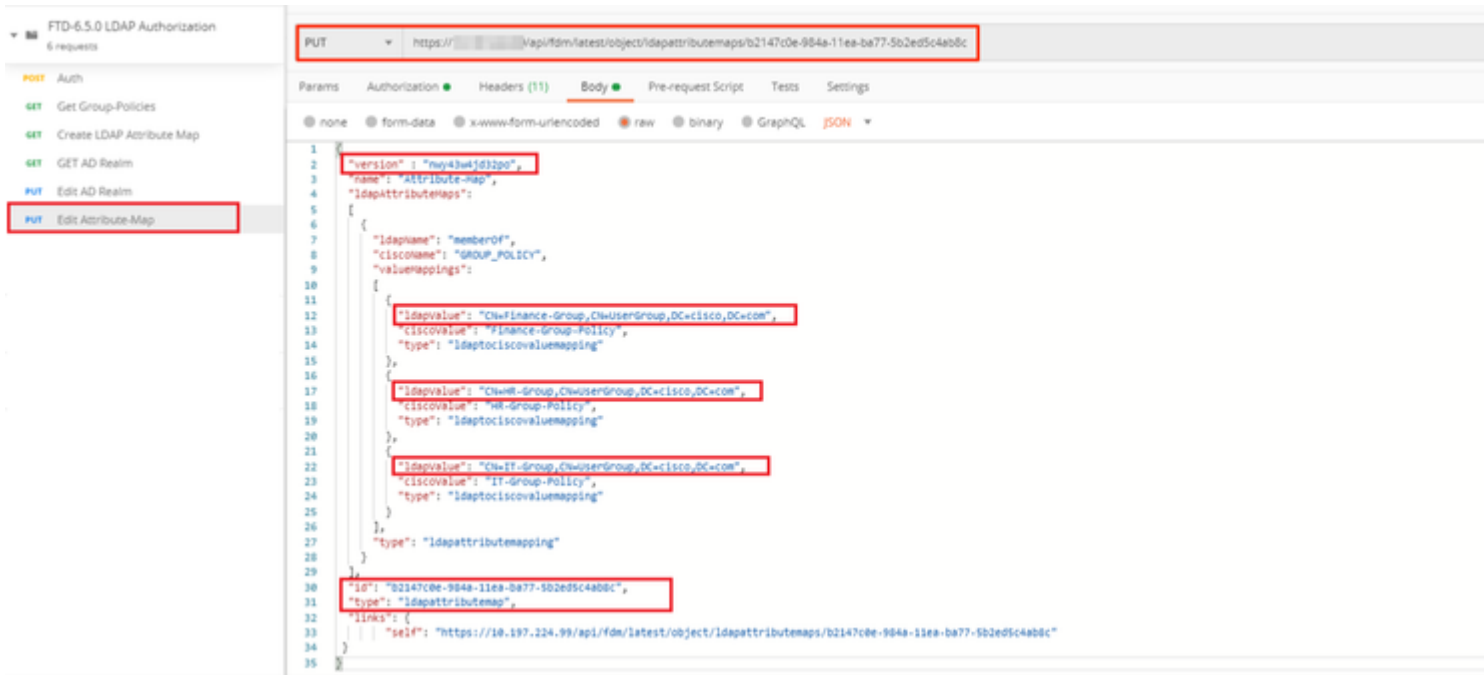 FTD-6.5.0 LDAP Authorization
6 requests
POST Auth
GET Get Group-Policies
GET Create LDAP Attribute Map
GET GET AD Realm
PUT Edit AD Realm
PUT Edit Attribute-Map
PUT https:// /api/fdm/latest/object/ldapattributemaps/b2147c0e-984a-11ea-ba77-5b2ed5c4ab8c
Params Authorization Headers (11) Body Pre-request Script Tests Settings
none form-data x-www-form-urlencoded raw binary GraphQL JSON
1 {
2 "version" : "nwy43w4jd32po",
3 "name": "Attribute-Map",
4 "ldapAttributeMaps":
5 [
6 {
7 "ldapName": "memberOf",
8 "ciscoName": "GROUP_POLICY",
9 "valueMappings":
10 [
11 {
12 "ldapValue": "CN=Finance-Group,CN=UserGroup,DC=cisco,DC=com",
13 "ciscoValue": "Finance-Group-Policy",
14 "type": "ldaptociscovaluemapping"
15 },
16 {
17 "ldapValue": "CN=HR-Group,CN=UserGroup,DC=cisco,DC=com",
18 "ciscoValue": "HR-Group-Policy",
19 "type": "ldaptociscovaluemapping"
20 },
21 {
22 "ldapValue": "CN=IT-Group,CN=UserGroup,DC=cisco,DC=com",
23 "ciscoValue": "IT-Group-Policy",
24 "type": "ldaptociscovaluemapping"
25 }
26 ],
27 "type": "ldapattributemapping"
28 }
29 ],
30 "id": "b2147c0e-984a-11ea-ba77-5b2ed5c4ab8c",
31 "type": "ldapattributemap",
32 "links": {
33 "self": "https://10.197.224.99/api/fdm/latest/object/ldapattributemaps/b2147c0e-984a-11ea-ba77-5b2ed5c4ab8c"
34 }
35 }